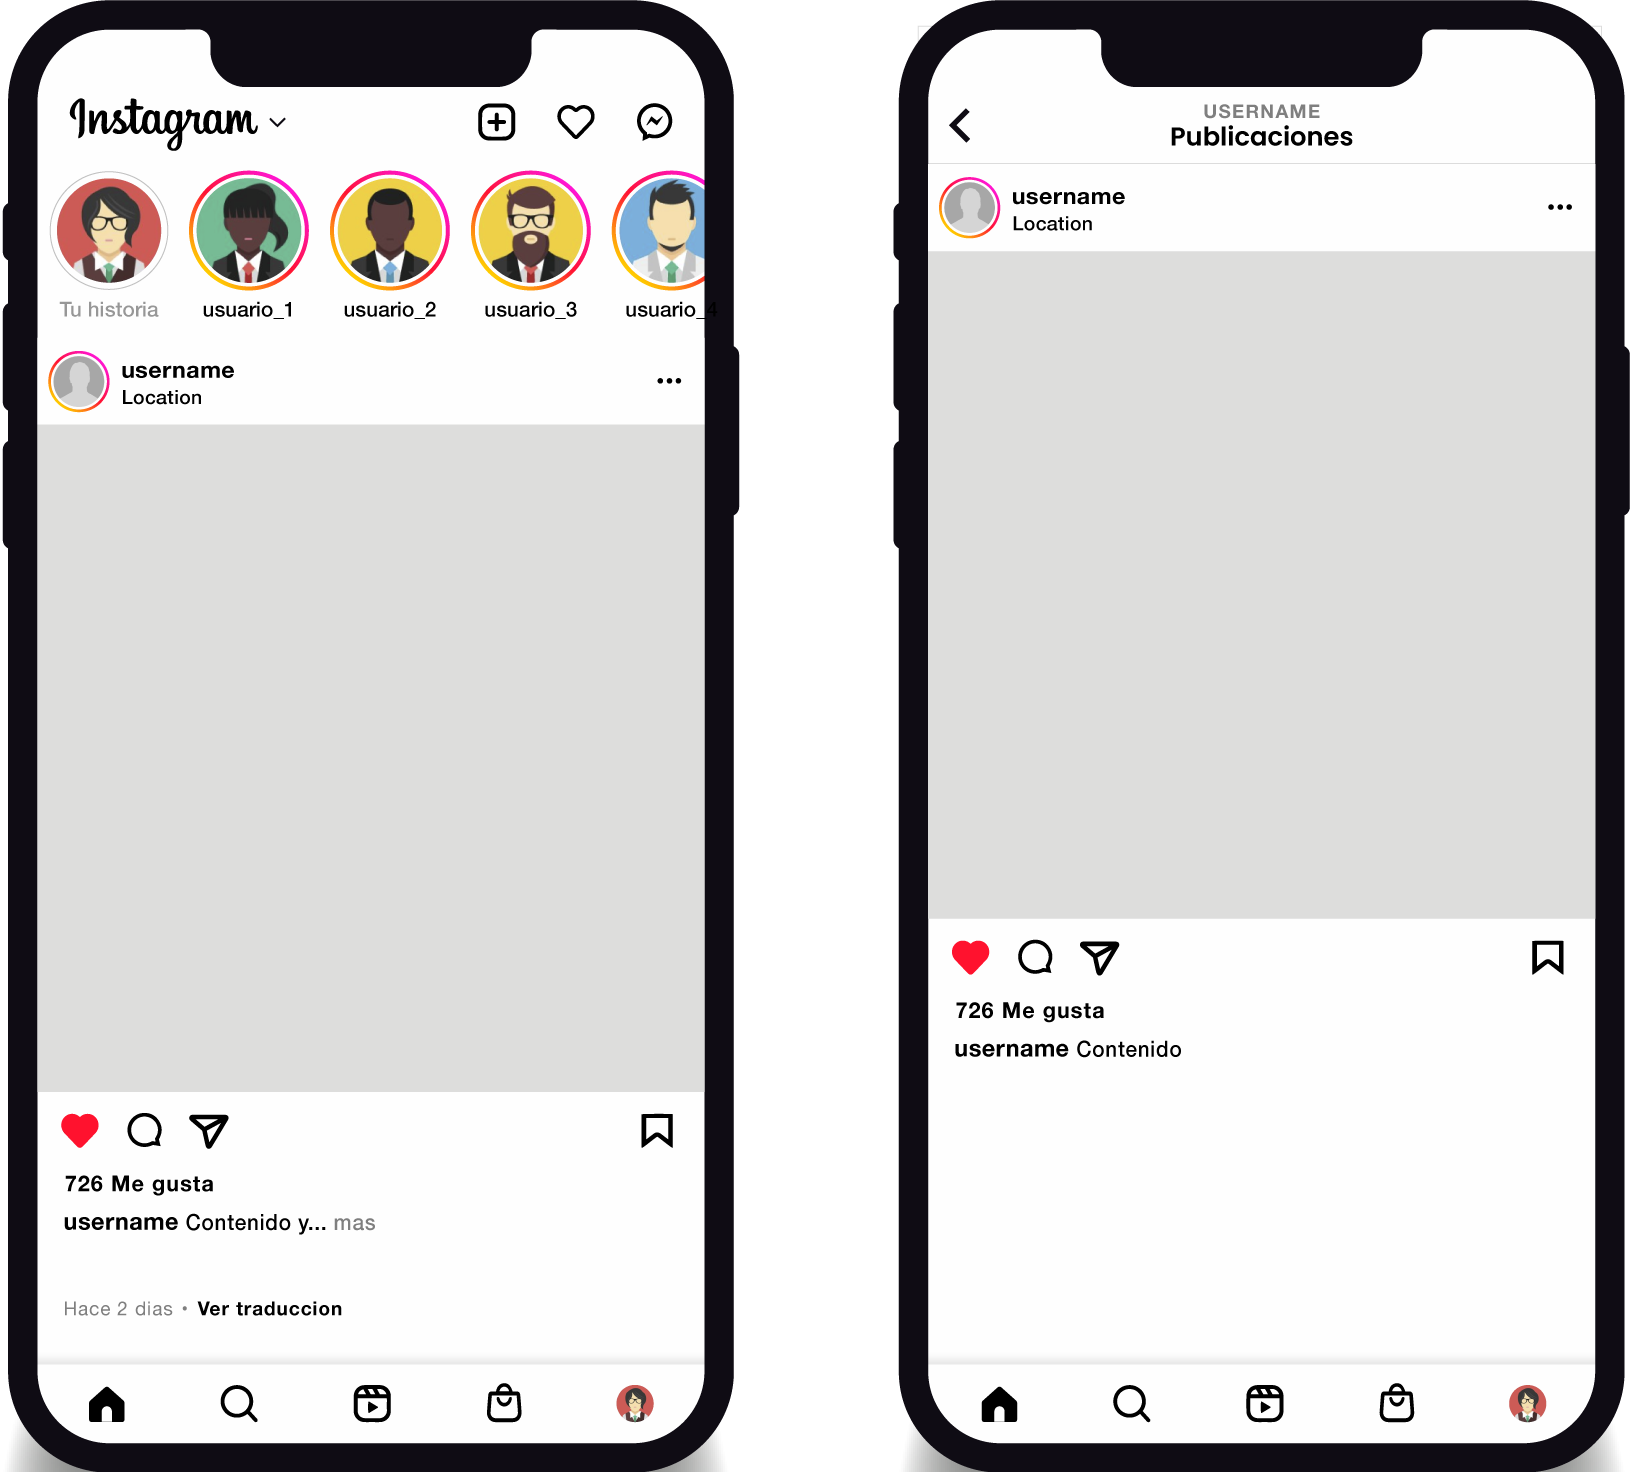 Instagram
Tu historia
usuario_1
usuario_2
usuario_3
usuario_4
username
Location
726 Me gusta
username Contenido y... mas
Hace 2 dias • Ver traduccion
USERNAME
Publicaciones
username
Location
726 Me gusta
username Contenido